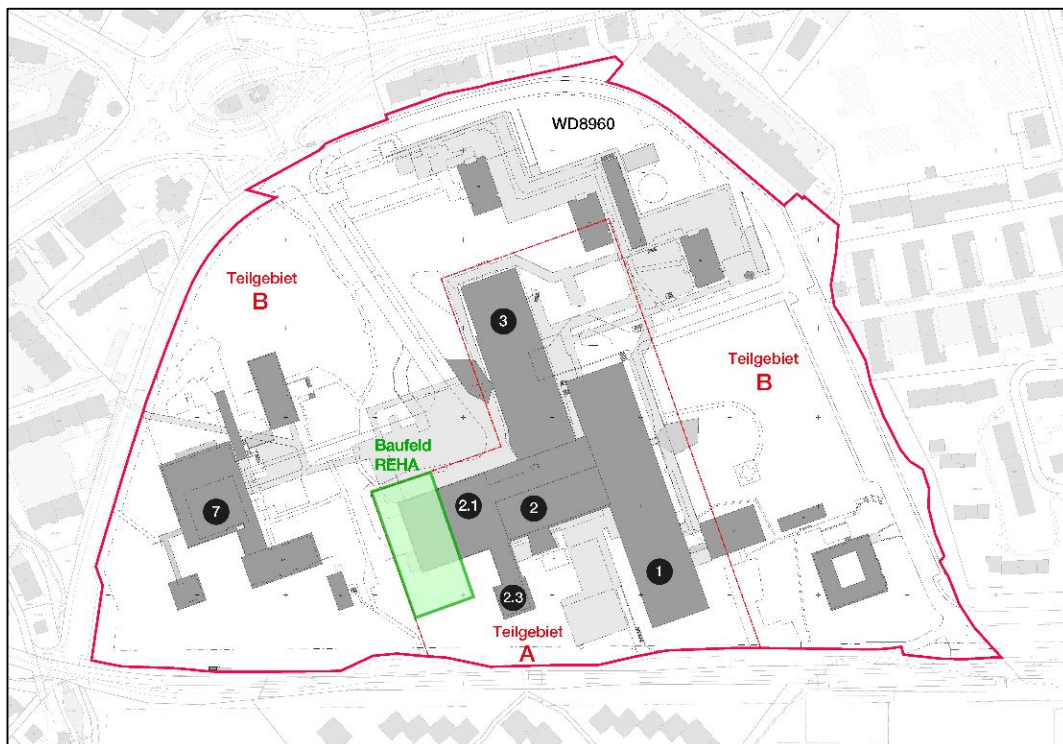 WD8960
Teilgebiet
B
3
Teilgebiet
B
Baufeld
REHA
7
2.1
2
1
2.3
Teilgebiet
A